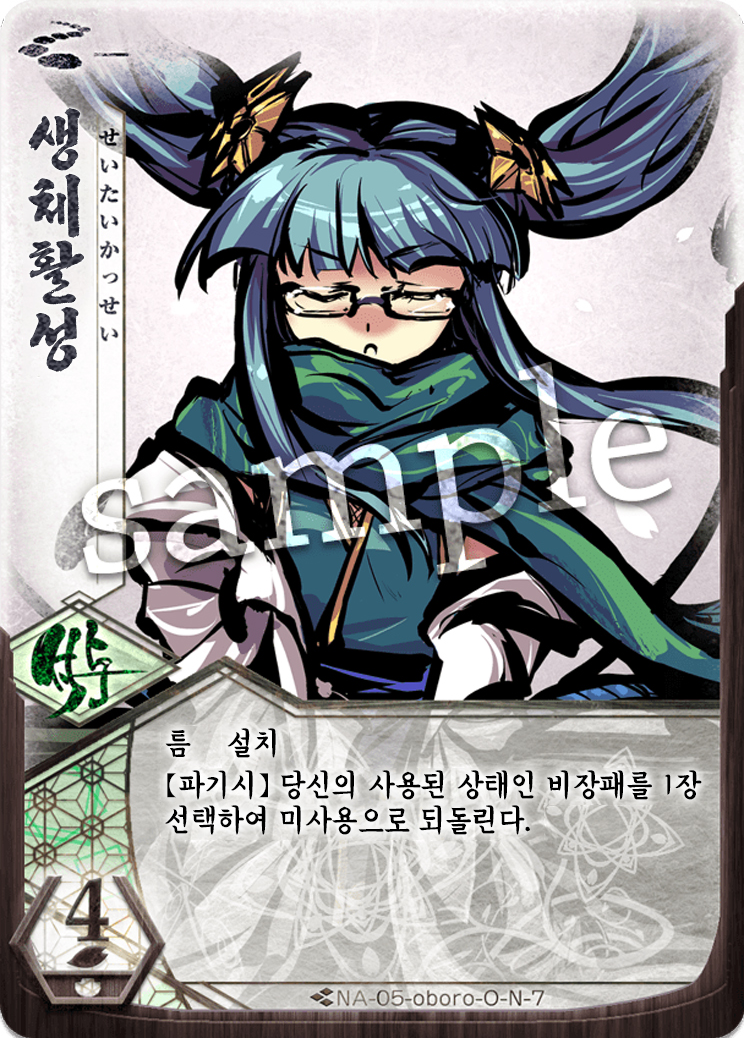 생체활성
せいたいかっせい
sample
틈 설치
【파기시】 당신의 사용된 상태인 비장패를 1장
선택하여 미사용으로 되돌린다.
4
NA-05-oboro-O-N-7